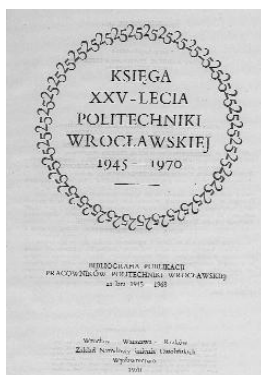 KSIĘGA
XXV-LECIA
POLITECHNIKI
WROCŁAWSKIEJ
1945 - 1970
BIBLIOGRAFIA PUBLIKACJI
PRACOWNIKÓW POLITECHNIKI WROCŁAWSKIEJ
za lata 1945 - 1968
Wrocław Warszawa Kraków
Zakład Narodowy imienia Ossolińskich
Wydawnictwo
1970